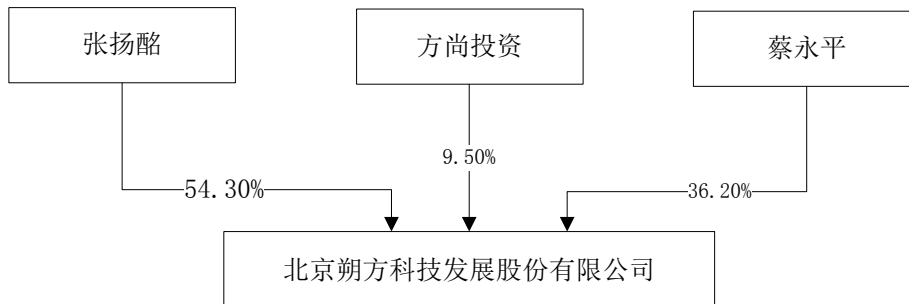 张扬酩
方尚投资
蔡永平
9.50%
54.30%
36.20%
北京朔方科技发展股份有限公司